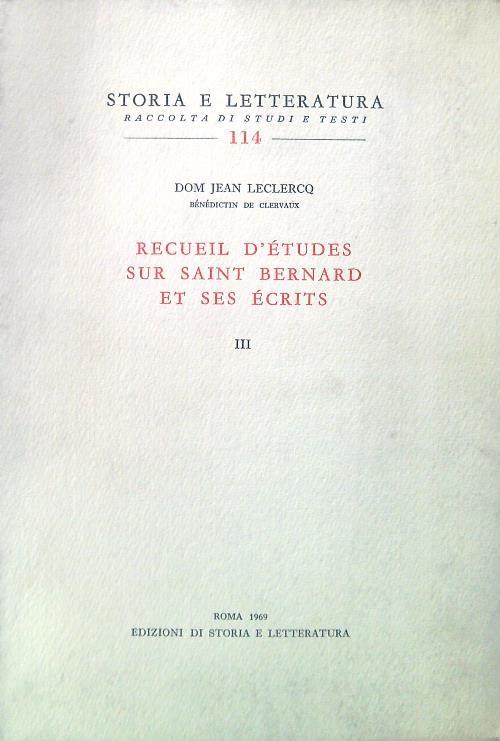 STORIA E LETTERATURA
RACCOLTA DI STUDI E TESTI
114
DOM JEAN LECLERCQ
BÉNÉDICTIN DE CLERVAUX
RECUEIL D'ÉTUDES
SUR SAINT BERNARD
ET SES ÉCRITS
III
ROMA 1969
EDIZIONI DI STORIA E LETTERATURA